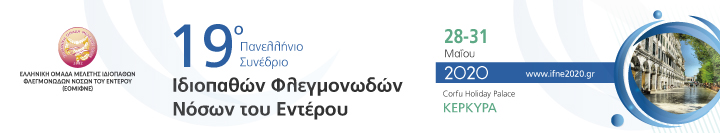 ΕΛΛΗΝΙΚΗ ΟΜΑΔΑ ΜΕΛΕΤΗΣ ΙΔΙΟΠΑΘΩΝ
ΦΛΕΓΜΟΝΩΔΩΝ ΝΟΣΩΝ ΤΟΥ ΕΝΤΕΡΟΥ
(ΕΟΜΙΦΝΕ)
19ο
Πανελλήνιο
Συνέδριο
Ιδιοπαθών Φλεγμονωδών
Νόσων του Εντέρου
28-31
Μαΐου
2020
www.ifne2020.gr
Corfu Holiday Palace
ΚΕΡΚΥΡΑ